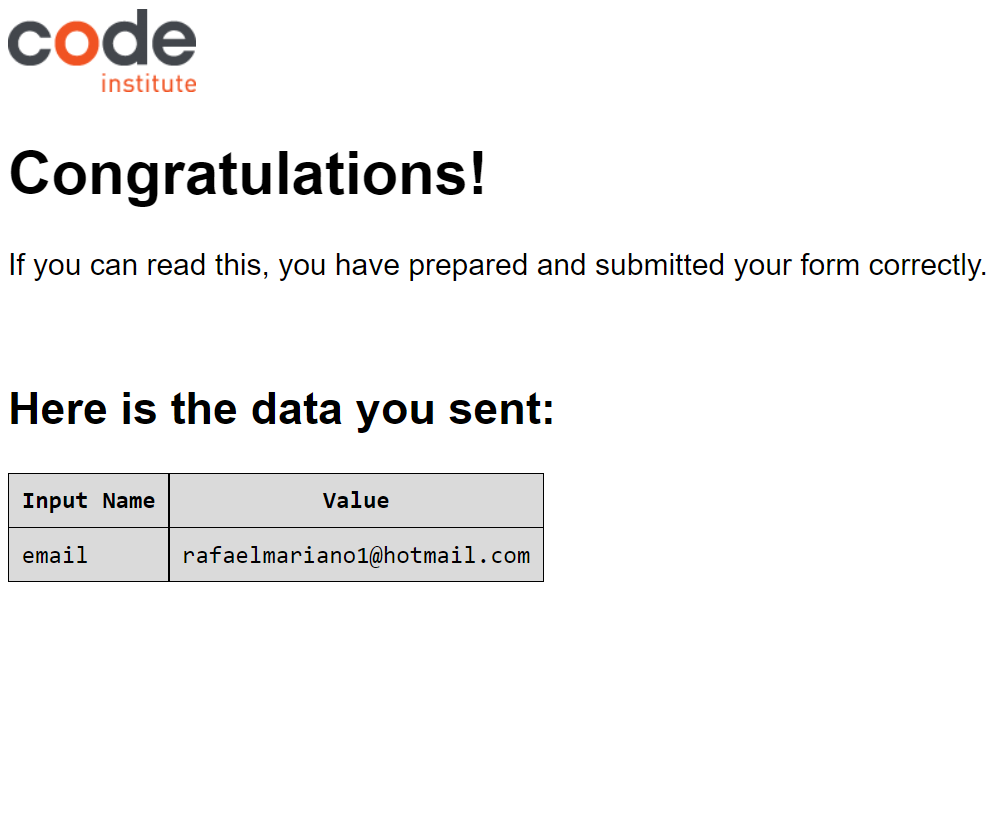 code
institute
Congratulations!
If you can read this, you have prepared and submitted your form correctly.
Here is the data you sent:
Input Name Value
email rafaelmariano1@hotmail.com